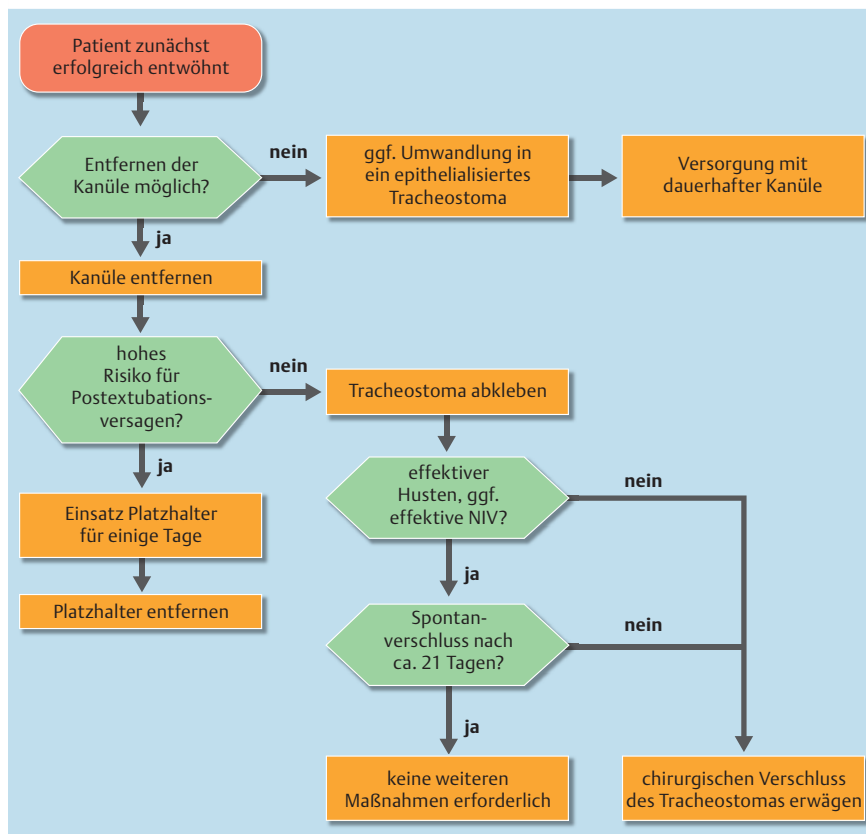 Patient zunächst
erfolgreich entwöhnt
Entfernen der
Kanüle möglich?
nein
ggf. Umwandlung in
ein epithelialisiertes
Tracheostoma
Versorgung mit
dauerhafter Kanüle
ja
Kanüle entfernen
hohes
Risiko für
Postextubations-
versagen?
nein
Tracheostoma abkleben
ja
effektiver
Husten, ggf.
effektive NIV?
nein
Einsatz Platzhalter
für einige Tage
ja
Platzhalter entfernen
Spontan-
verschluss nach
ca. 21 Tagen?
nein
ja
keine weiteren
Maßnahmen erforderlich
chirurgischen Verschluss
des Tracheostomas erwägen